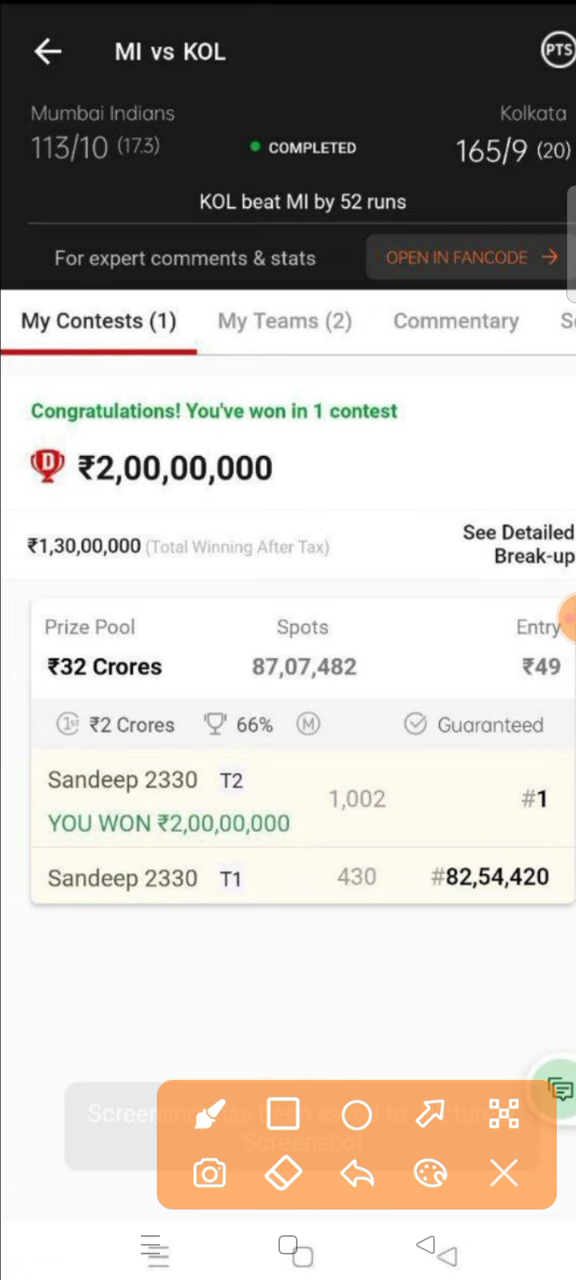 MI vs KOL
PTS
Mumbai Indians
Kolkata
113/10 (17.3)
COMPLETED
165/9 (20)
KOL beat MI by 52 runs
For expert comments & stats
OPEN IN FANCODE
My Contests (1)
My Teams (2)
Commentary
Congratulations! You've won in 1 contest
D
₹2,00,00,000
₹1,30,00,000 (Total Winning After Tax)
See Detailed
Break-up
Prize Pool
Spots
Entry
₹32 Crores
87,07,482
₹49
1st ₹2 Crores
66%
M
Guaranteed
Sandeep 2330 T2
1,002
#1
YOU WON ₹2,00,00,000
Sandeep 2330 T1
430
#82,54,420
Screenshot